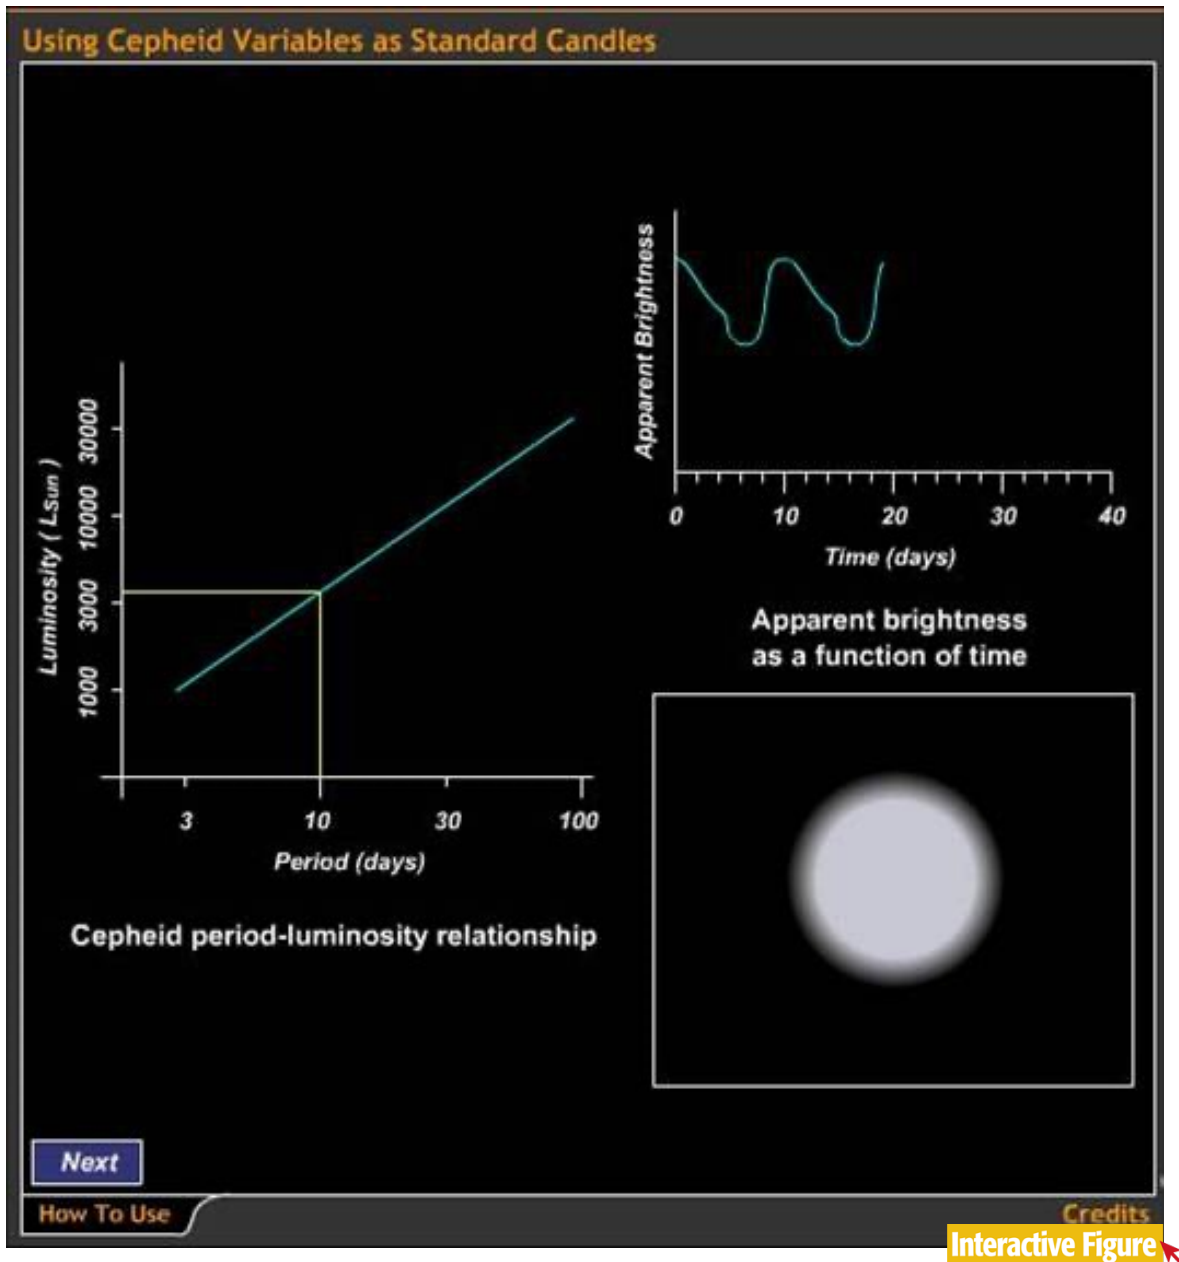 Using Cepheid Variables as Standard Candles
Luminosity ( LSun )
30000
10000
3000
1000
3 10 30 100
Period (days)
Cepheid period-luminosity relationship
Apparent Brightness
0 10 20 30 40
Time (days)
Apparent brightness
as a function of time
Next
How To Use
Credits
Interactive Figure